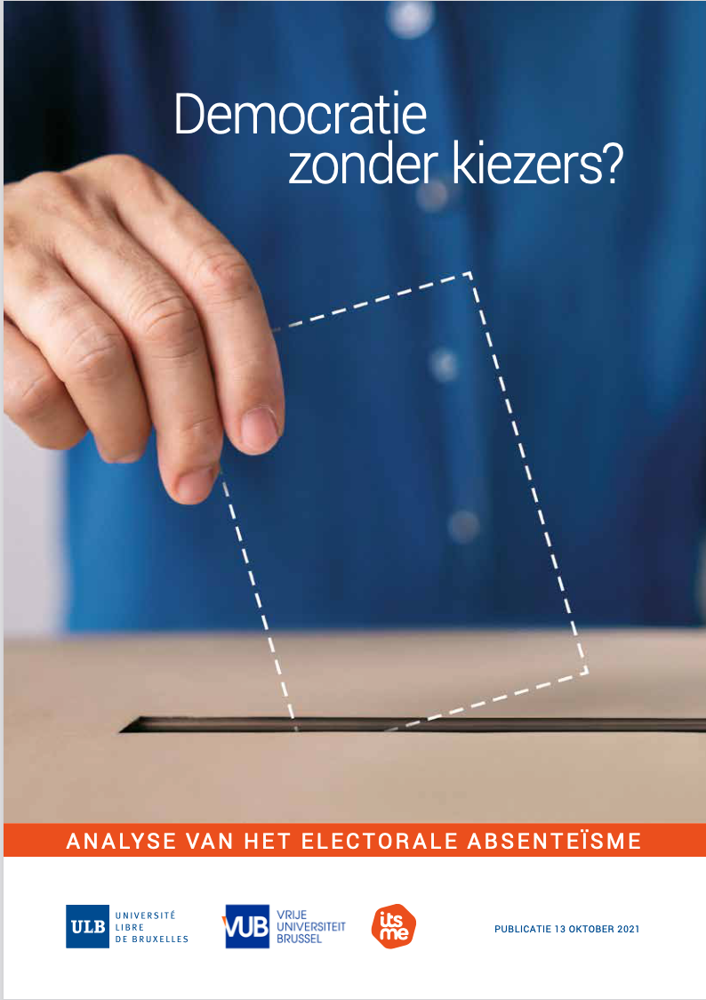 Democratie
zonder kiezers?
ANALYSE VAN HET ELECTORALE ABSENTEÏSME
ULB
UNIVERSITÉ
LIBRE
DE BRUXELLES
VUB
VRIJE
UNIVERSITEIT
BRUSSEL
its
me
PUBLICATIE 13 OKTOBER 2021